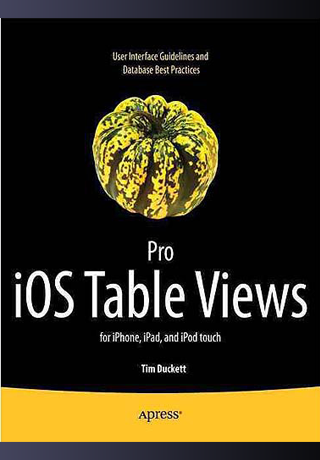 User Interface Guidelines and
Database Best Practices
Pro
iOS Table Views
for iPhone, iPad, and iPod touch
Tim Duckett
Apress®